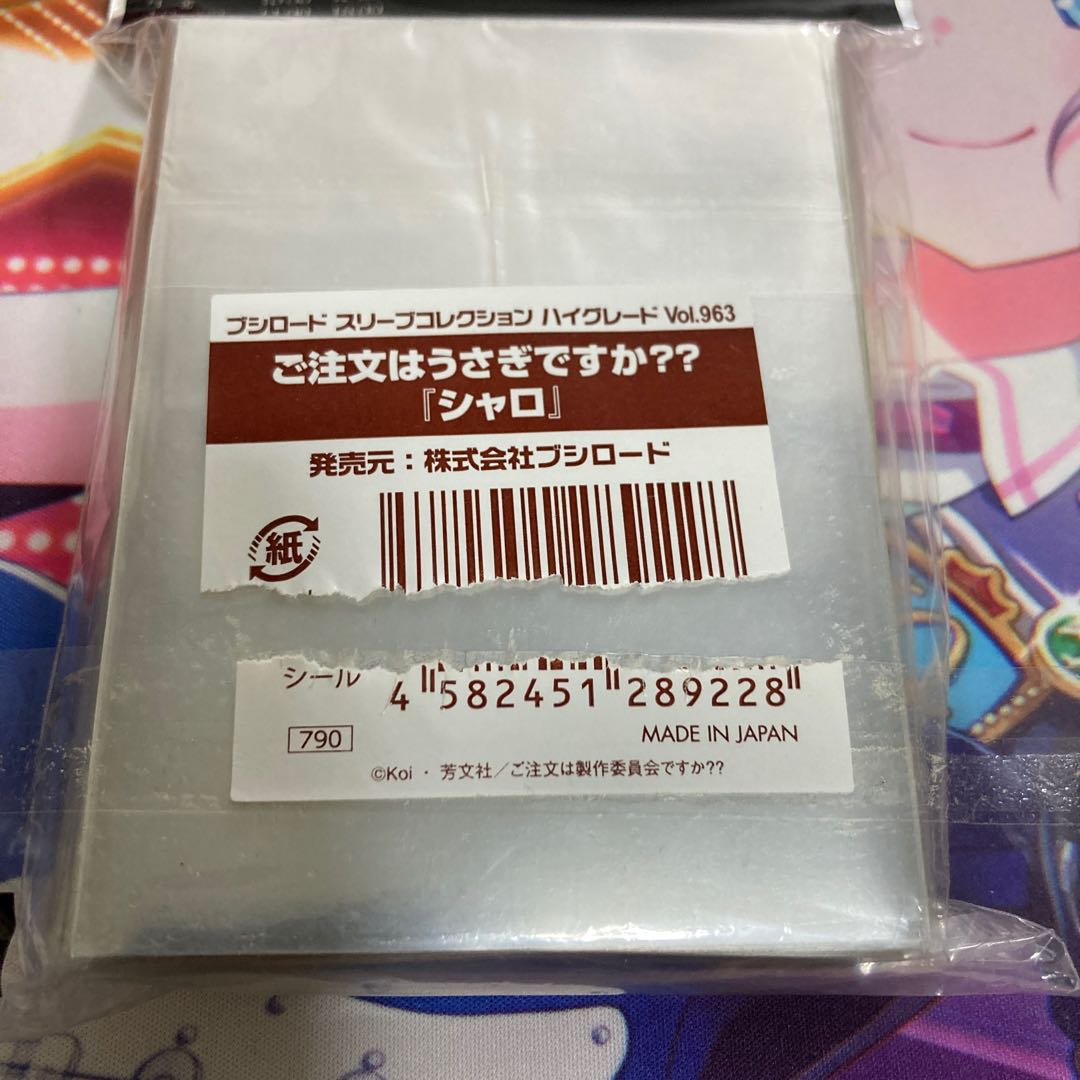 ブシロード スリーブコレクション ハイグレード Vol.963
ご注文はうさぎですか??
『シャロ』
発売元：株式会社ブシロード
紙
シール
4 582451 289228
790
MADE IN JAPAN
©Koi・芳文社／ご注文は製作委員会ですか??